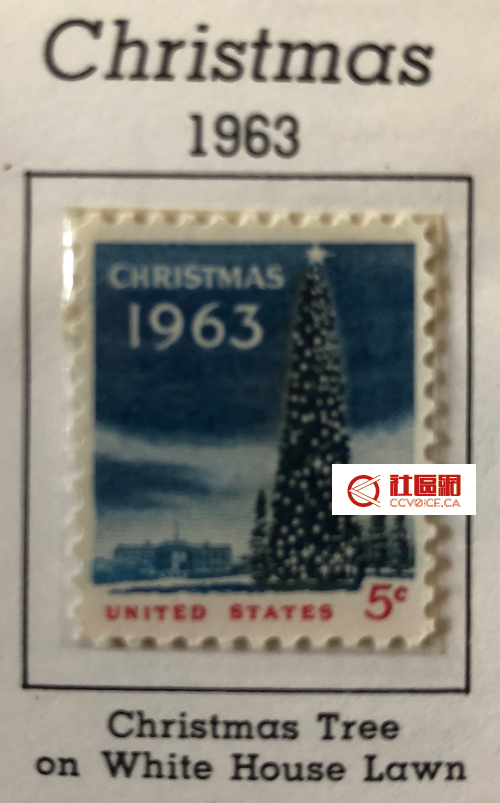 Christmas
1963
CHRISTMAS
1963
社區網
CCVOICE.CA
UNITED STATES 5¢
Christmas Tree
on White House Lawn